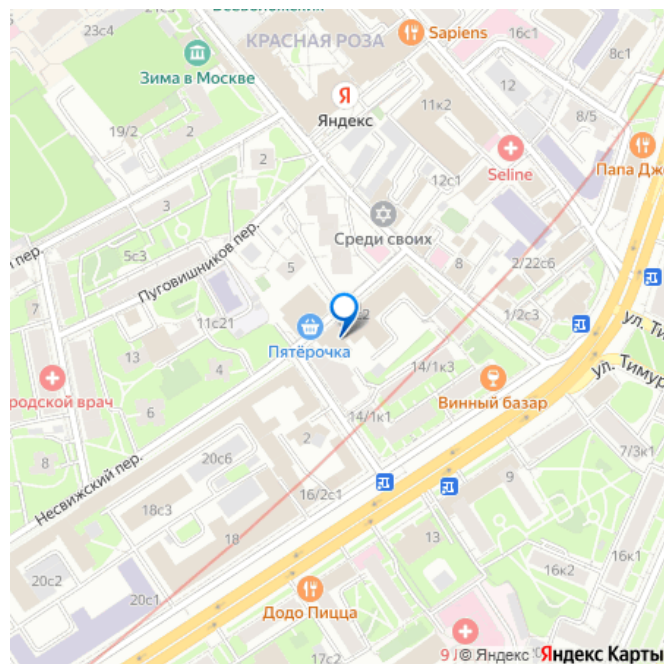 23с4
КРАСНАЯ РОЗА
Sapiens
16с1
8с1
Зима в Москве
Я
Яндекс
11к2
12
8/5
19/2
2
Seline
Папа Дж
12с1
3
2
Среди своих
5с3
Пуговишников пер.
5
8
2/22с6
пер.
7
11с21
Пятёрочка
1/2с3
ул. Ти
13
4
14/1к3
ул. Тимур
родской врач
6
Винный базар
14/1к1
2
8
20с6
7/3к1
Несвижский пер.
16/2с1
9
18с3
18
13
16к1
20с2
16к2
20с1
Додо Пицца
17с2
9
© Яндекс Яндекс Карты